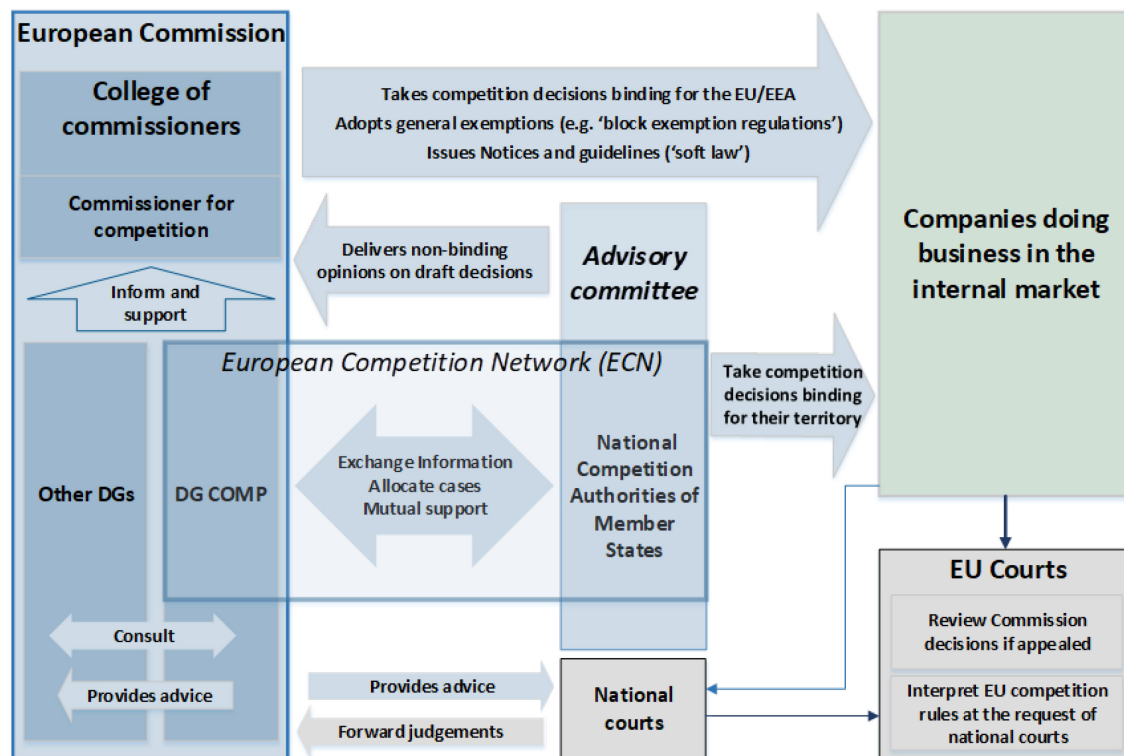 European Commission
College of
commissioners
Commissioner for
competition
Inform and
support
Other DGs
DG COMP
Consult
Provides advice
Takes competition decisions binding for the EU/EEA
Adopts general exemptions (e.g. ‘block exemption regulations’)
Issues Notices and guidelines (‘soft law’)
Delivers non-binding
opinions on draft decisions
Advisory
committee
European Competition Network (ECN)
Exchange Information
Allocate cases
Mutual support
National
Competition
Authorities of
Member
States
Take competition
decisions binding
for their territory
Companies doing
business in the
internal market
Provides advice
Forward judgements
National
courts
EU Courts
Review Commission
decisions if appealed
Interpret EU competition
rules at the request of
national courts